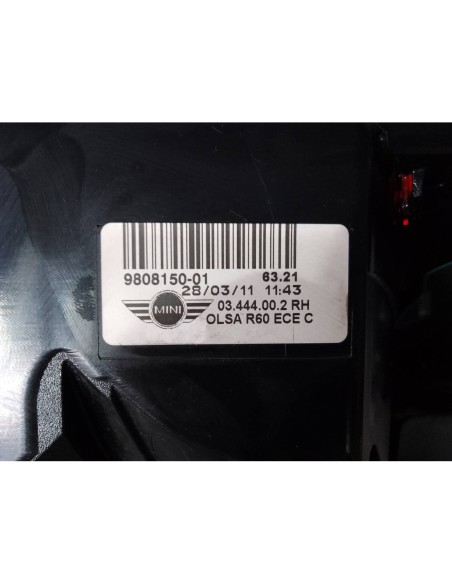 9808150-01 63.21
28/03/11 11:43
MINI 03.444.00.2 RH
OLSA R60 ECE C